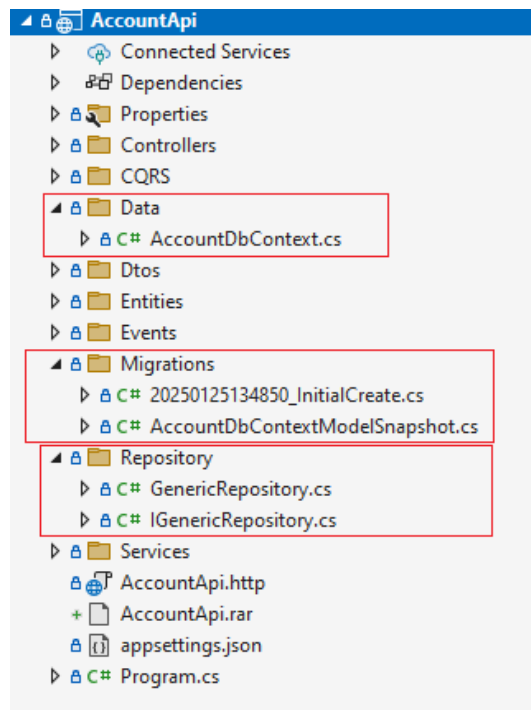 AccountApi
Connected Services
Dependencies
Properties
Controllers
CQRS
Data
C# AccountDbContext.cs
Dtos
Entities
Events
Migrations
C# 20250125134850_InitialCreate.cs
C# AccountDbContextModelSnapshot.cs
Repository
C# GenericRepository.cs
C# IGenericRepository.cs
Services
AccountApi.http
AccountApi.rar
appsettings.json
C# Program.cs